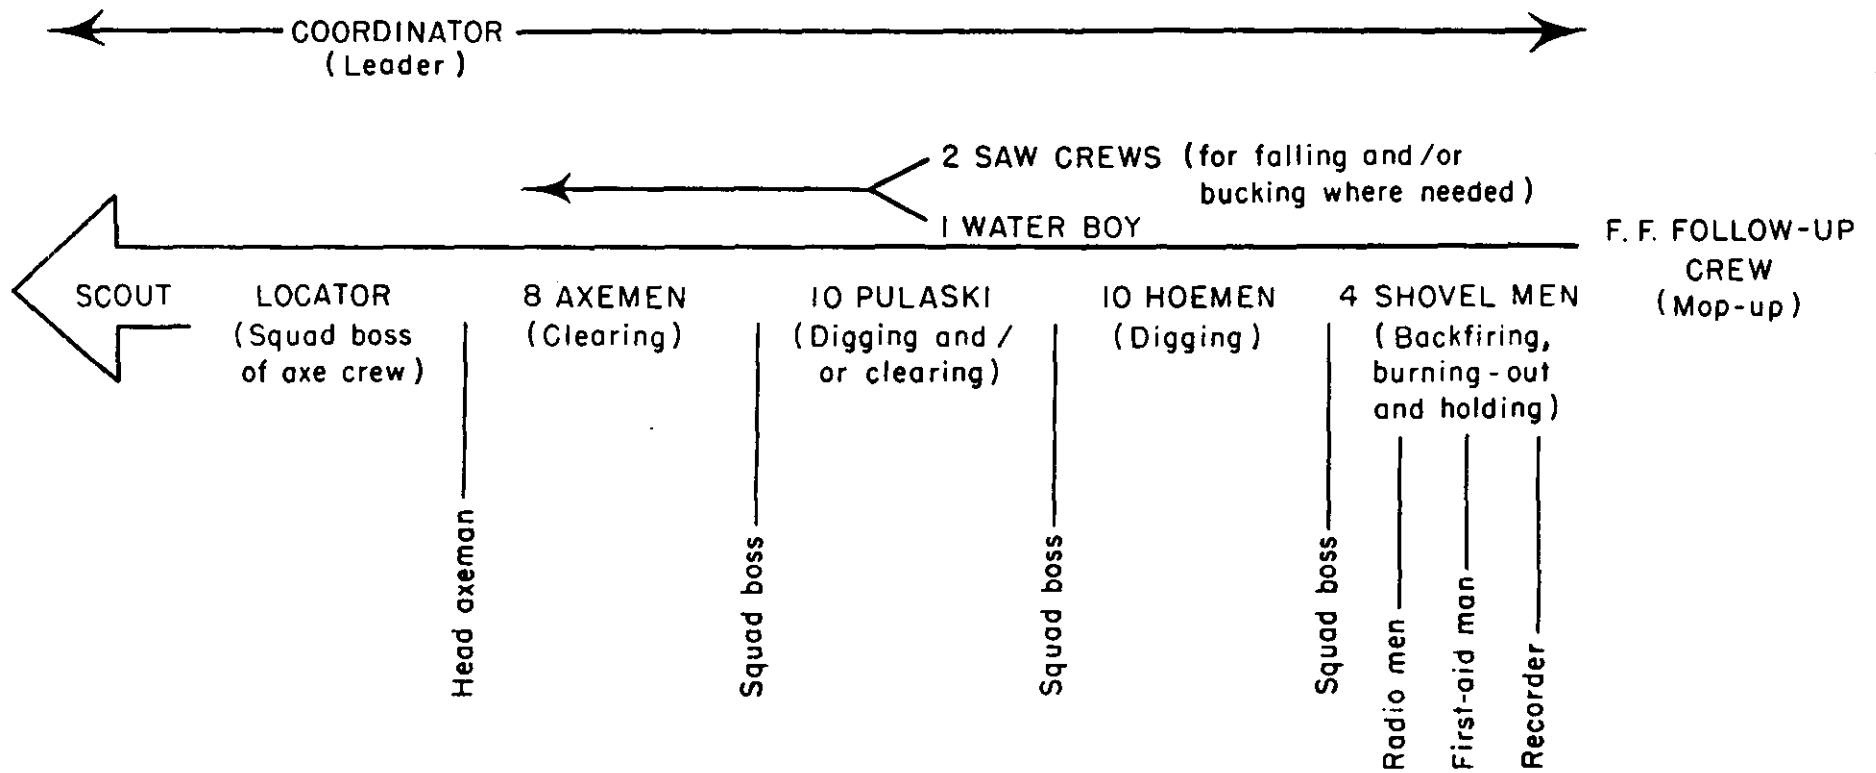 COORDINATOR
(Leader)
2 SAW CREWS (for falling and/or
bucking where needed)
1 WATER BOY
F. F. FOLLOW-UP
CREW
(Mop-up)
SCOUT
LOCATOR
(Squad boss
of axe crew)
8 AXEMEN
(Clearing)
10 PULASKI
(Digging and /
or clearing)
10 HOEMEN
(Digging)
4 SHOVEL MEN
(Backfiring,
burning-out
and holding)
Head axeman
Squad boss
Squad boss
Squad boss
Radio men
First-aid man
Recorder